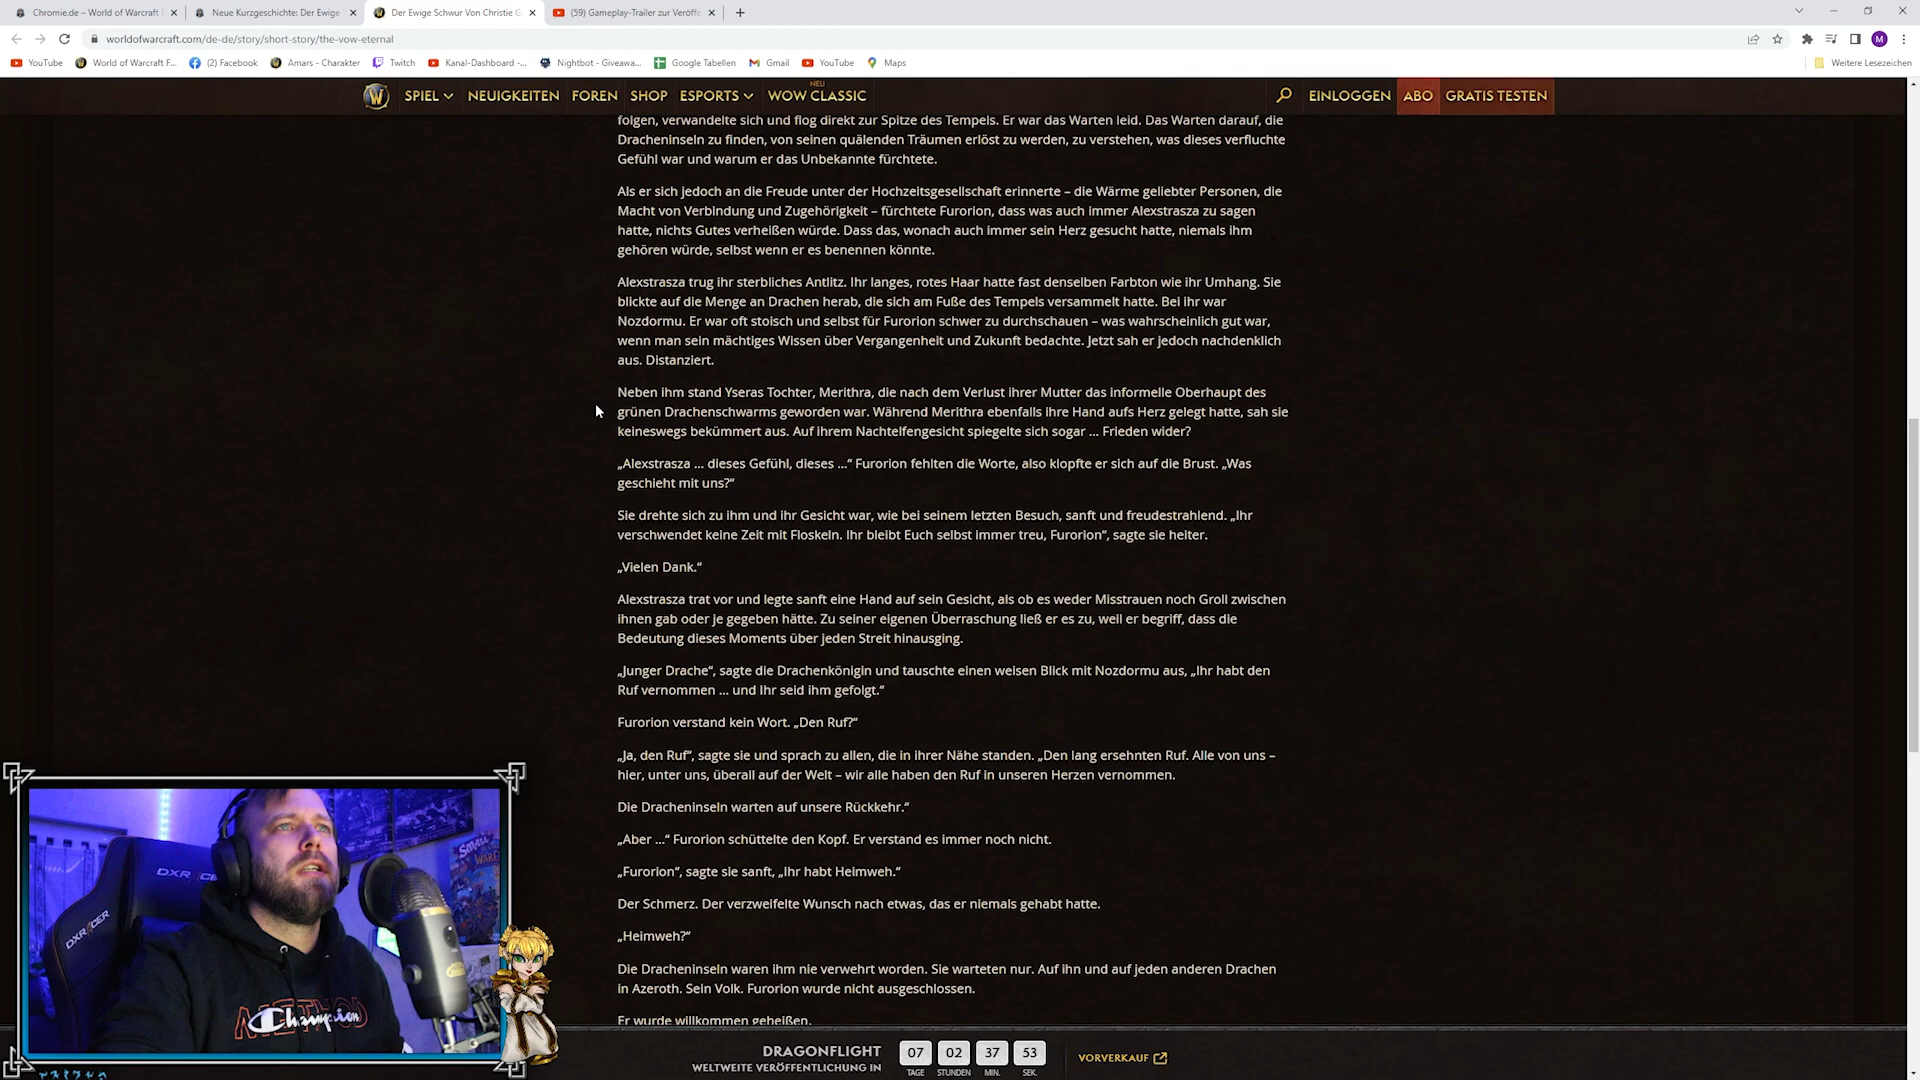 Chromie.de – World of Warcraft
Neue Kurzgeschichte: Der Ewige
Der Ewige Schwur Von Christie G
(59) Gameplay-Trailer zur Veröffe
worldofwarcraft.com/de-de/story/short-story/the-vow-eternal
M
YouTube
World of Warcraft F...
(2) Facebook
Amars - Charakter
Twitch
Kanal-Dashboard -...
Nightbot - Giveawa...
Google Tabellen
Gmail
YouTube
Maps
Weitere Lesezeichen
SPIEL
NEUIGKEITEN
FOREN
SHOP
ESPORTS
NEU
WOW CLASSIC
EINLOGGEN
ABO
GRATIS TESTEN
folgen, verwandelte sich und flog direkt zur Spitze des Tempels. Er war das Warten leid. Das Warten darauf, die
Dracheninseln zu finden, von seinen quälenden Träumen erlöst zu werden, zu verstehen, was dieses verfluchte
Gefühl war und warum er das Unbekannte fürchtete.
Als er sich jedoch an die Freude unter der Hochzeitsgesellschaft erinnerte – die Wärme geliebter Personen, die
Macht von Verbindung und Zugehörigkeit – fürchtete Furorion, dass was auch immer Alexstrasza zu sagen
hatte, nichts Gutes verheißen würde. Dass das, wonach auch immer sein Herz gesucht hatte, niemals ihm
gehören würde, selbst wenn er es benennen könnte.
Alexstrasza trug ihr sterbliches Antlitz. Ihr langes, rotes Haar hatte fast denselben Farbton wie ihr Umhang. Sie
blickte auf die Menge an Drachen herab, die sich am Fuße des Tempels versammelt hatte. Bei ihr war
Nozdormu. Er war oft stoisch und selbst für Furorion schwer zu durchschauen – was wahrscheinlich gut war,
wenn man sein mächtiges Wissen über Vergangenheit und Zukunft bedachte. Jetzt sah er jedoch nachdenklich
aus. Distanziert.
Neben ihm stand Yseras Tochter, Merithra, die nach dem Verlust ihrer Mutter das informelle Oberhaupt des
grünen Drachenschwarms geworden war. Während Merithra ebenfalls ihre Hand aufs Herz gelegt hatte, sah sie
keineswegs bekümmert aus. Auf ihrem Nachtelfengesicht spiegelte sich sogar ... Frieden wider?
„Alexstrasza ... dieses Gefühl, dieses ...“ Furorion fehlten die Worte, also klopfte er sich auf die Brust. „Was
geschieht mit uns?“
Sie drehte sich zu ihm und ihr Gesicht war, wie bei seinem letzten Besuch, sanft und freudestrahlend. „Ihr
verschwendet keine Zeit mit Floskeln. Ihr bleibt Euch selbst immer treu, Furorion“, sagte sie heiter.
„Vielen Dank.“
Alexstrasza trat vor und legte sanft eine Hand auf sein Gesicht, als ob es weder Misstrauen noch Groll zwischen
ihnen gab oder je gegeben hätte. Zu seiner eigenen Überraschung ließ er es zu, weil er begriff, dass die
Bedeutung dieses Moments über jeden Streit hinausging.
„Junger Drache“, sagte die Drachenkönigin und tauschte einen weisen Blick mit Nozdormu aus, „Ihr habt den
Ruf vernommen ... und Ihr seid ihm gefolgt.“
Furorion verstand kein Wort. „Den Ruf?“
„Ja, den Ruf“, sagte sie und sprach zu allen, die in ihrer Nähe standen. „Den lang ersehnten Ruf. Alle von uns –
hier, unter uns, überall auf der Welt – wir alle haben den Ruf in unseren Herzen vernommen.
Die Dracheninseln warten auf unsere Rückkehr.“
„Aber ...“ Furorion schüttelte den Kopf. Er verstand es immer noch nicht.
„Furorion“, sagte sie sanft, „Ihr habt Heimweh.“
Der Schmerz. Der verzweifelte Wunsch nach etwas, das er niemals gehabt hatte.
„Heimweh?“
Die Dracheninseln waren ihm nie verwehrt worden. Sie warteten nur. Auf ihn und auf jeden anderen Drachen
in Azeroth. Sein Volk. Furorion wurde nicht ausgeschlossen.
Er wurde willkommen geheißen.
DXRACER
DXRACER
METHOD
Champion
DRAGONFLIGHT
WELTWEITE VERÖFFENTLICHUNG IN
07 02 37 53
TAGE STUNDEN MIN. SEK.
VORVERKAUF